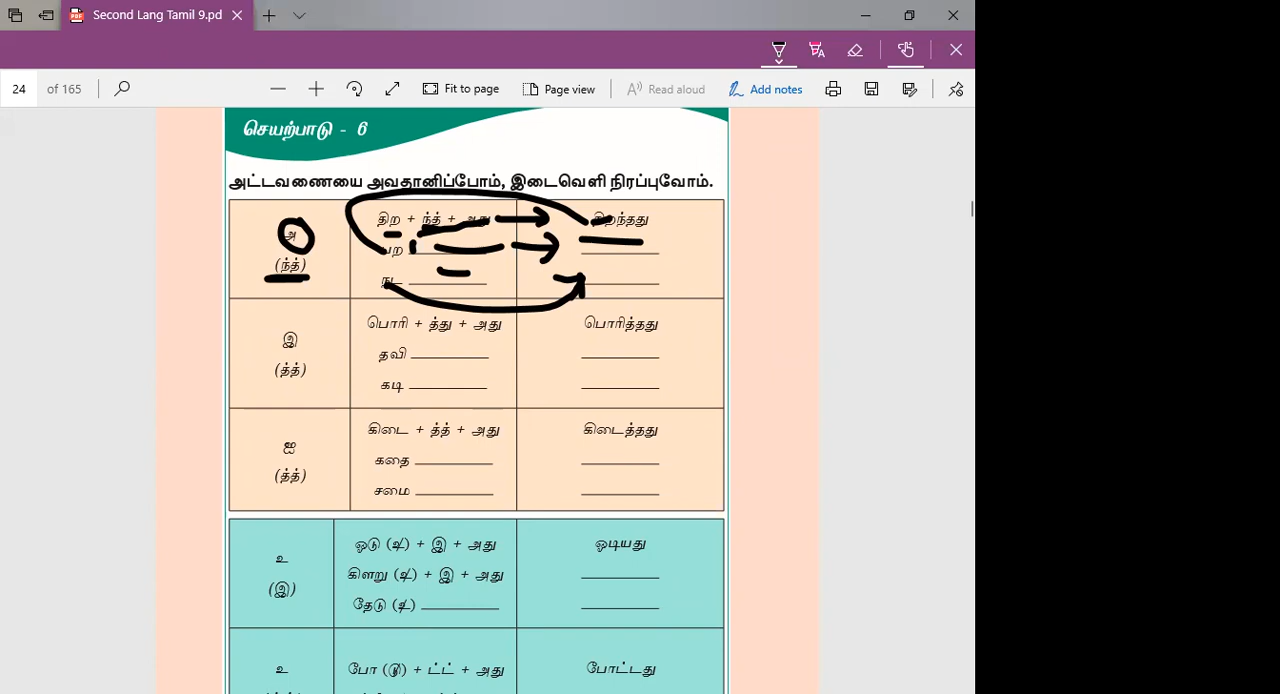 Second Lang Tamil 9.pd
24 of 165
Fit to page
Page view
Read aloud
Add notes
செயற்பாடு - 6
அட்டவணையை அவதானிப்போம், இடைவெளி நிரப்புவோம்.
அ
(ந்த்)
திற + ந்த் + அது
திறந்தது
பற
நட
இ
(த்த்)
பொரி + த்து + அது
பொரித்தது
தவி
கடி
ஐ
(த்த்)
கிடை + த்த் + அது
கிடைத்தது
கதை
சமை
உ
(இ)
ஓடு (உ) + இ + அது
ஓடியது
கிளறு (உ) + இ + அது
தேடு (உ)
உ
போ (டு) + ட்ட் + அது
போட்டது